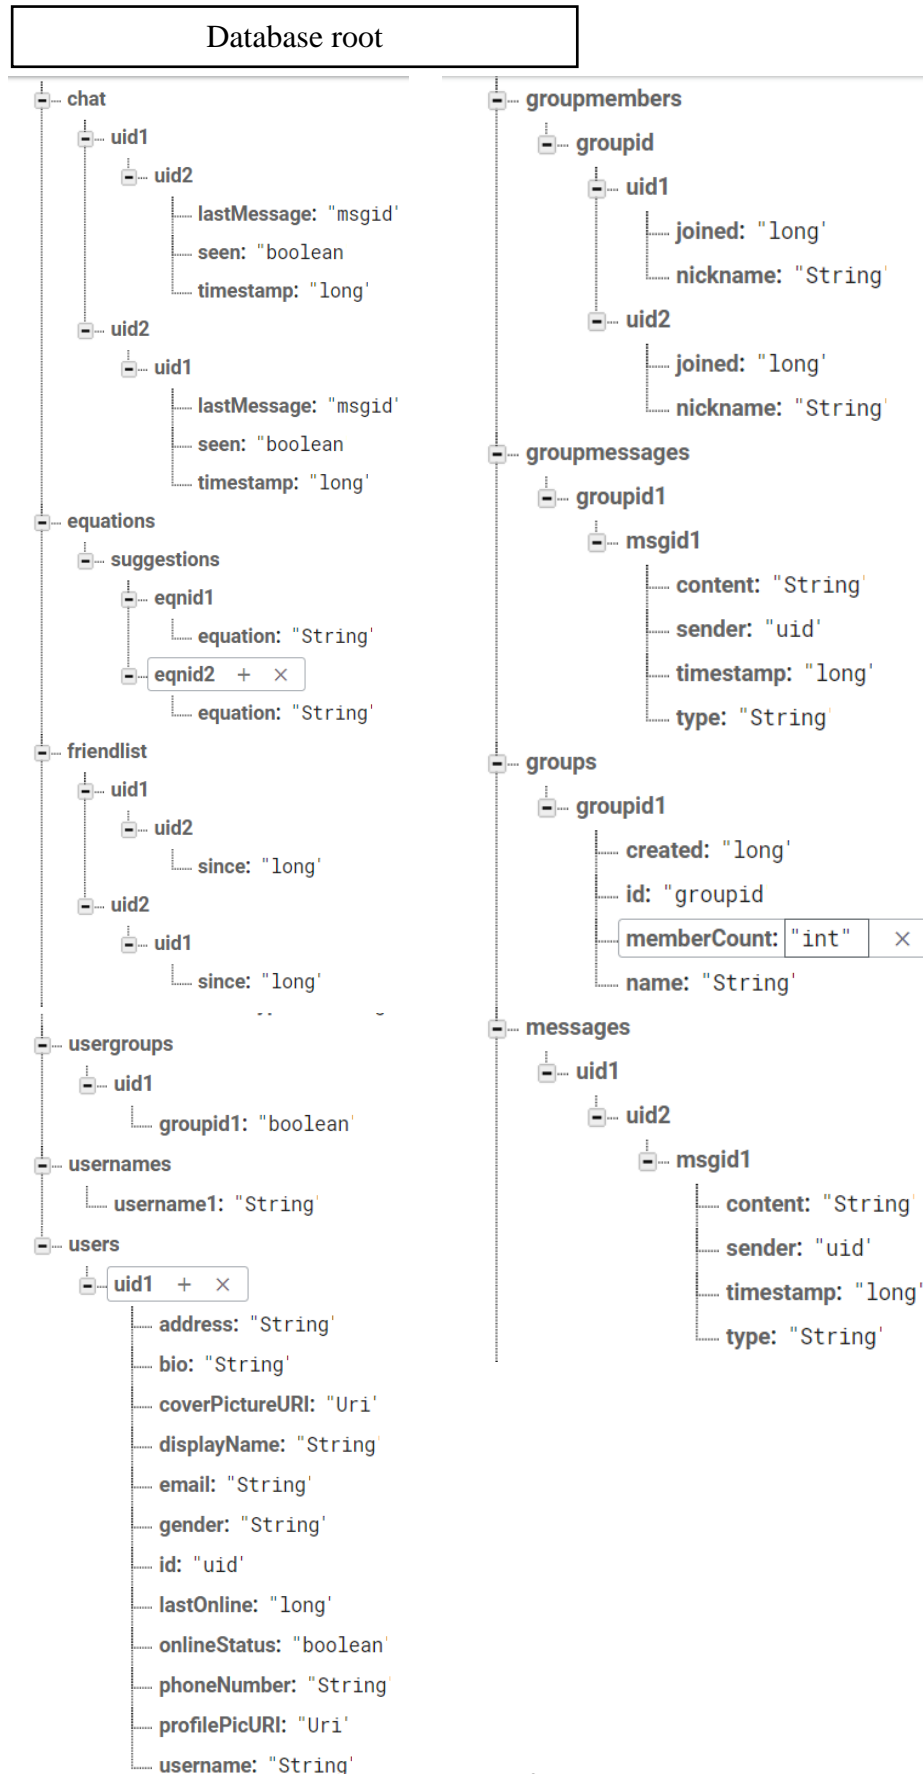 Database root
chat
uid1
uid2
lastMessage: "msgid'
seen: "boolean
timestamp: "long'
uid2
uid1
lastMessage: "msgid'
seen: "boolean
timestamp: "long'
equations
suggestions
eqnid1
equation: "String'
eqnid2 + ×
equation: "String'
friendlist
uid1
uid2
since: "long'
uid2
uid1
since: "long'
usergroups
uid1
groupid1: "boolean'
usernames
username1: "String'
users
uid1 + ×
address: "String'
bio: "String'
coverPictureURI: "Uri'
displayName: "String'
email: "String'
gender: "String'
id: "uid'
lastOnline: "long'
onlineStatus: "boolean'
phoneNumber: "String'
profilePicURI: "Uri'
username: "String'
groupmembers
groupid
uid1
joined: "long'
nickname: "String'
uid2
joined: "long'
nickname: "String'
groupmessages
groupid1
msgid1
content: "String'
sender: "uid'
timestamp: "long'
type: "String'
groups
groupid1
created: "long'
id: "groupid
memberCount: "int" ×
name: "String'
messages
uid1
uid2
msgid1
content: "String'
sender: "uid'
timestamp: "long'
type: "String'